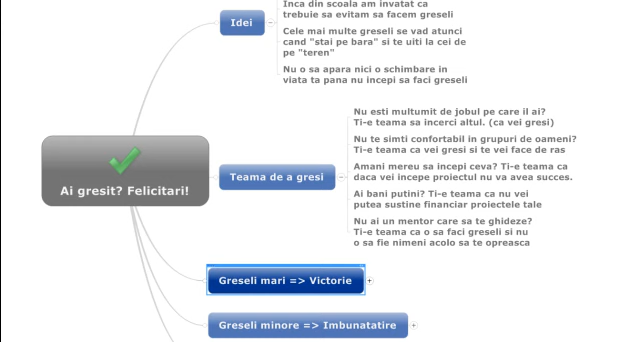 Inca din scoala am invatat ca
trebuie sa evitam sa facem greseli
Idei
Cele mai multe greseli se vad atunci
cand "stai pe bara" si te uiti la cei de
pe "teren"
Nu o sa apara nici o schimbare in
viata ta pana nu incepi sa faci greseli
Nu esti multumit de jobul pe care il ai?
Ti-e teama sa incerci altul. (ca vei gresi)
Nu te simti confortabil in grupuri de oameni?
Ti-e teama ca vei gresi si te vei face de ras
Ai gresit? Felicitari!
Teama de a gresi
Amani mereu sa incepi ceva? Ti-e teama ca
daca vei incepe proiectul nu va avea succes.
Ai bani putini? Ti-e teama ca nu vei
putea sustine financiar proiectele tale
Nu ai un mentor care sa te ghideze?
Ti-e teama ca o sa faci greseli si nu
o sa fie nimeni acolo sa te opreasca
Greseli mari => Victorie
Greseli minore => Imbunatatire